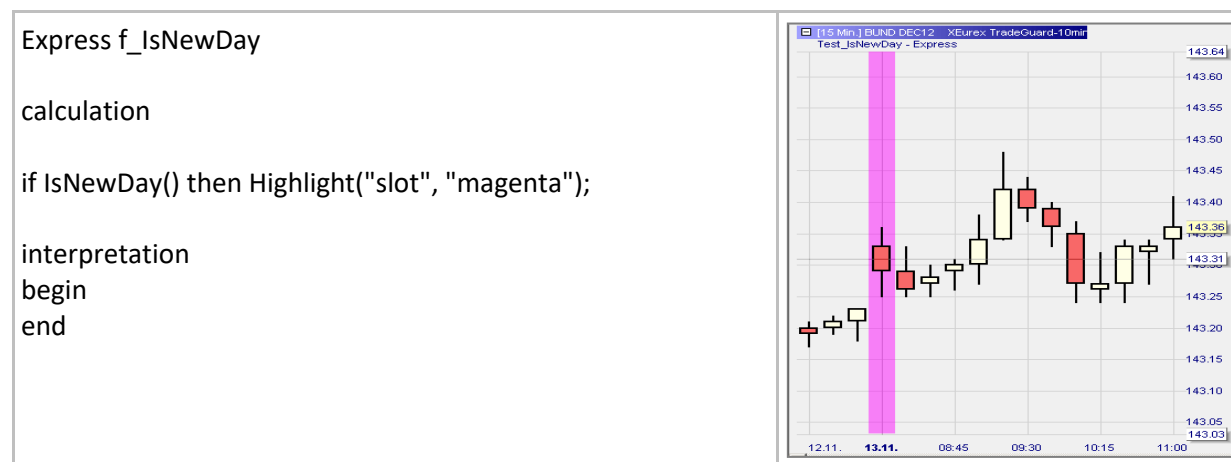 Express f_IsNewDay
calculation
if IsNewDay() then Highlight("slot", "magenta");
interpretation
begin
end
[15 Min.] BUND DEC12 XEurex TradeGuard-10min
Test_IsNewDay - Express
143.64
143.60
143.55
143.50
143.45
143.40
143.36
143.31
143.25
143.20
143.15
143.10
143.05
143.03
12.11. 13.11. 08:45 09:30 10:15 11:00